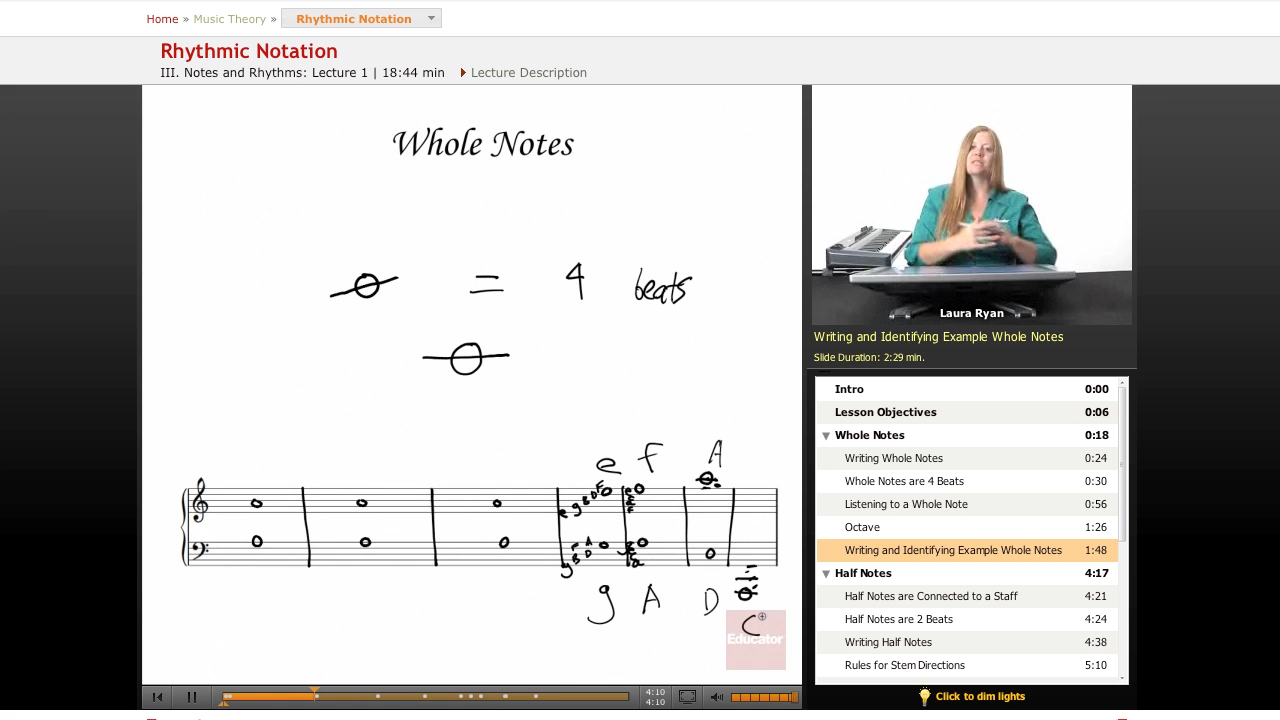 Home » Music Theory » Rhythmic Notation
Rhythmic Notation
III. Notes and Rhythms: Lecture 1 | 18:44 min Lecture Description
Whole Notes
= 4 beats
e f A
g A D
C
Educator
4:10
4:10
Laura Ryan
Writing and Identifying Example Whole Notes
Slide Duration: 2:29 min.
Intro 0:00
Lesson Objectives 0:06
Whole Notes 0:18
Writing Whole Notes 0:24
Whole Notes are 4 Beats 0:30
Listening to a Whole Note 0:56
Octave 1:26
Writing and Identifying Example Whole Notes 1:48
Half Notes 4:17
Half Notes are Connected to a Staff 4:21
Half Notes are 2 Beats 4:24
Writing Half Notes 4:38
Rules for Stem Directions 5:10
Click to dim lights